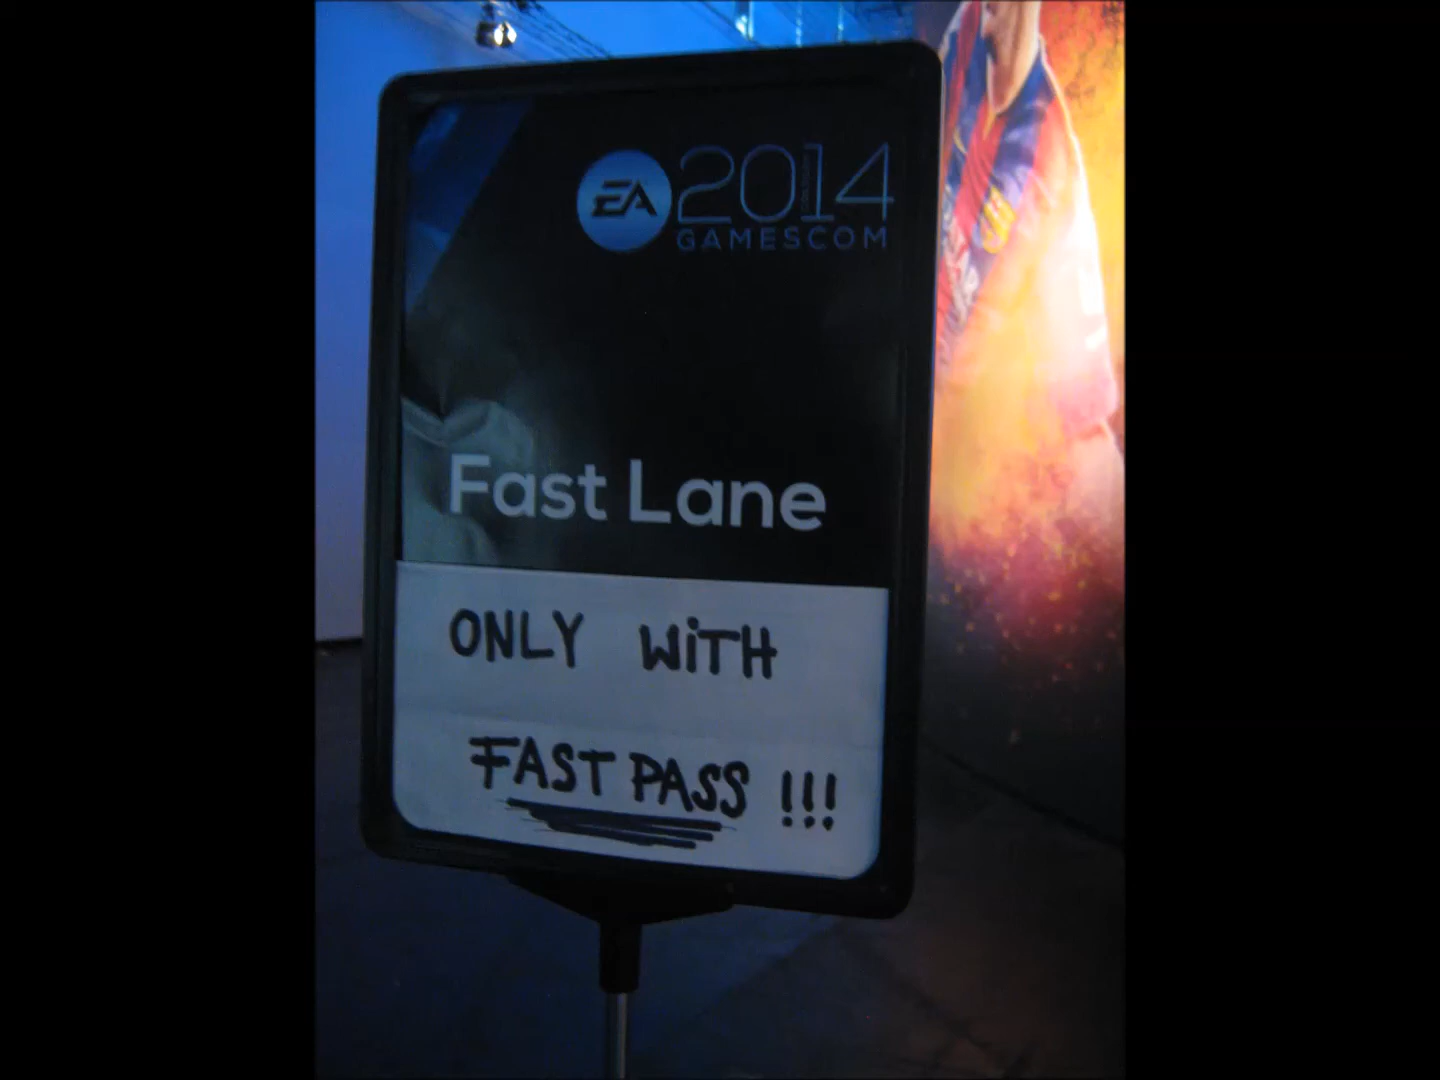 EA 2014
GAMESCOM
Fast Lane
ONLY WiTH
FAST PASS !!!